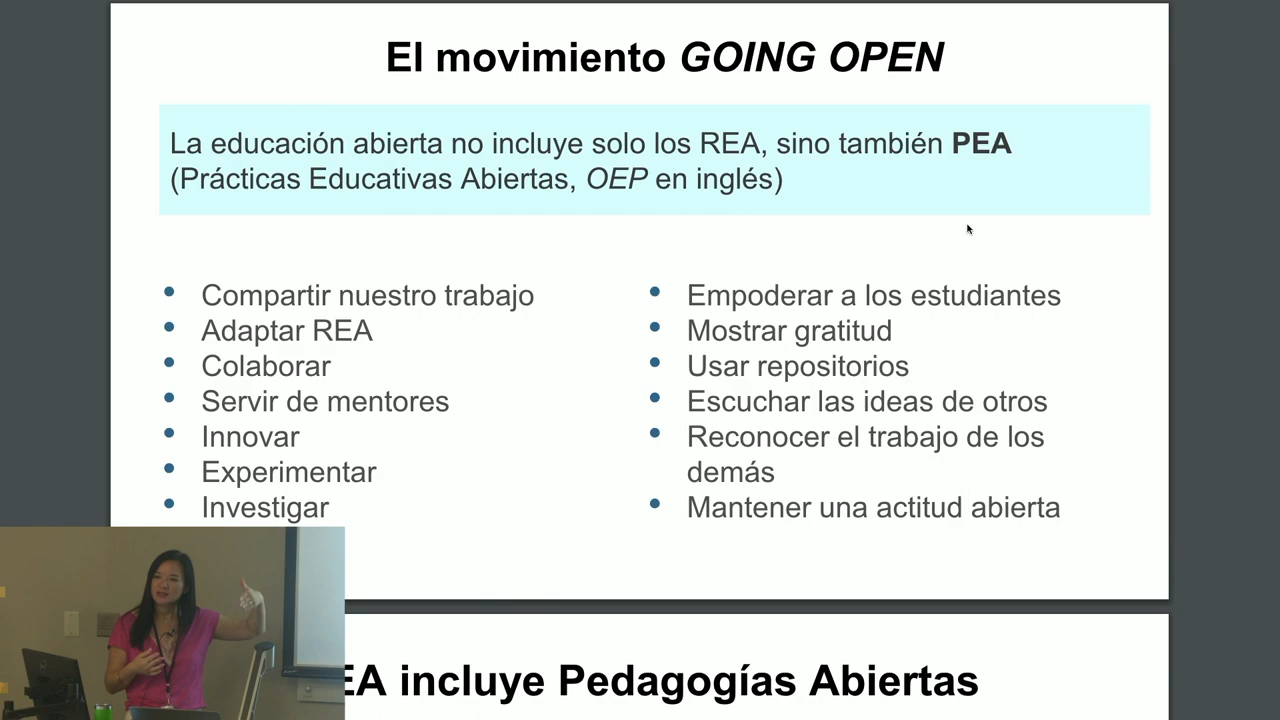 El movimiento GOING OPEN
La educación abierta no incluye solo los REA, sino también PEA
(Prácticas Educativas Abiertas, OEP en inglés)
Compartir nuestro trabajo
Adaptar REA
Colaborar
Servir de mentores
Innovar
Experimentar
Investigar
Empoderar a los estudiantes
Mostrar gratitud
Usar repositorios
Escuchar las ideas de otros
Reconocer el trabajo de los
demás
Mantener una actitud abierta
EA incluye Pedagogías Abiertas